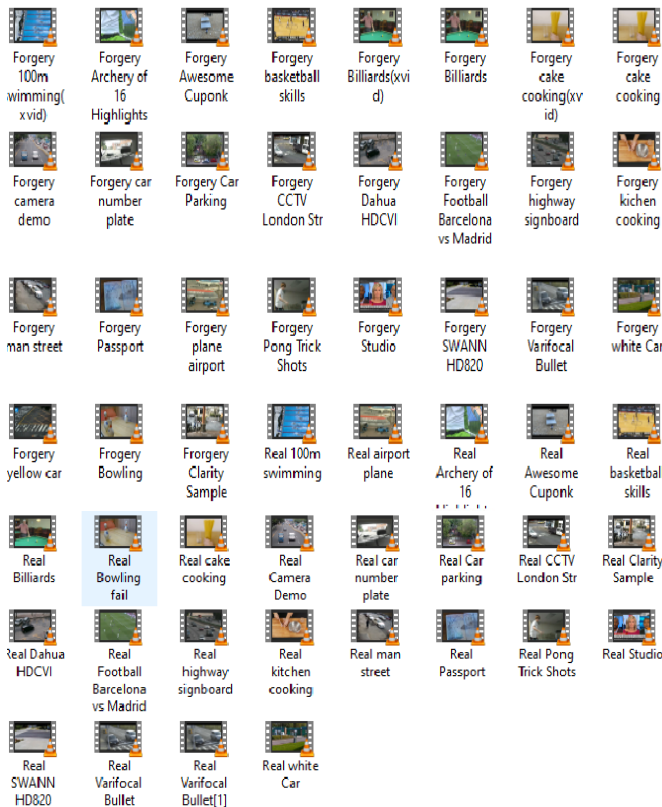 Forgery
100m
wimming(
xvid)
Forgery
Archery of
16
Highlights
Forgery
Awesome
Cuponk
Forgery
basketball
skills
Forgery
Billiards(xvi
d)
Forgery
Billiards
Forgery
cake
cooking(xv
id)
Forgery
cake
cooking
Forgery
camera
demo
Forgery car
number
plate
Forgery Car
Parking
Forgery
CCTV
London Str
Forgery
Dahua
HDCVI
Forgery
Football
Barcelona
vs Madrid
Forgery
highway
signboard
Forgery
kichen
cooking
Forgery
man street
Forgery
Passport
Forgery
plane
airport
Forgery
Pong Trick
Shots
Forgery
Studio
Forgery
SWANN
HD820
Forgery
Varifocal
Bullet
Forgery
white Car
Forgery
yellow car
Frogery
Bowling
Frorgery
Clarity
Sample
Real 100m
swimming
Real airport
plane
Real
Archery of
16
Real
Awesome
Cuponk
Real
basketbal
skills
Real
Billiards
Real
Bowling
fail
Real cake
cooking
Real
Camera
Demo
Real car
number
plate
Real Car
parking
Real CCTV
London Str
Real Clarity
Sample
Real Dahua
HDCVI
Real
Football
Barcelona
vs Madrid
Real
highway
signboard
Real
kitchen
cooking
Real man
street
Real
Passport
Real Pong
Trick Shots
Real Studio
Real
SWANN
HD820
Real
Varifocal
Bullet
Real
Varifocal
Bullet[1]
Real white
Car